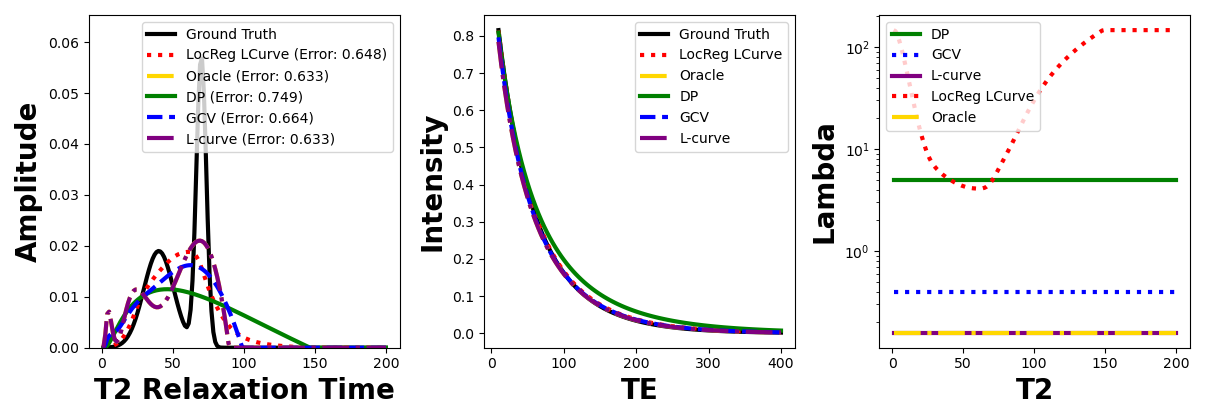 Amplitude
0.06
0.05
0.04
0.03
0.02
0.01
0.00
0 50 100 150 200
T2 Relaxation Time
Ground Truth
LocReg LCurve (Error: 0.648)
Oracle (Error: 0.633)
DP (Error: 0.749)
GCV (Error: 0.664)
L-curve (Error: 0.633)
Intensity
0.8
0.7
0.6
0.5
0.4
0.3
0.2
0.1
0.0
0 100 200 300 400
TE
Ground Truth
LocReg LCurve
Oracle
DP
GCV
L-curve
Lambda
10²
10¹
10⁰
0 50 100 150 200
T2
DP
GCV
L-curve
LocReg LCurve
Oracle